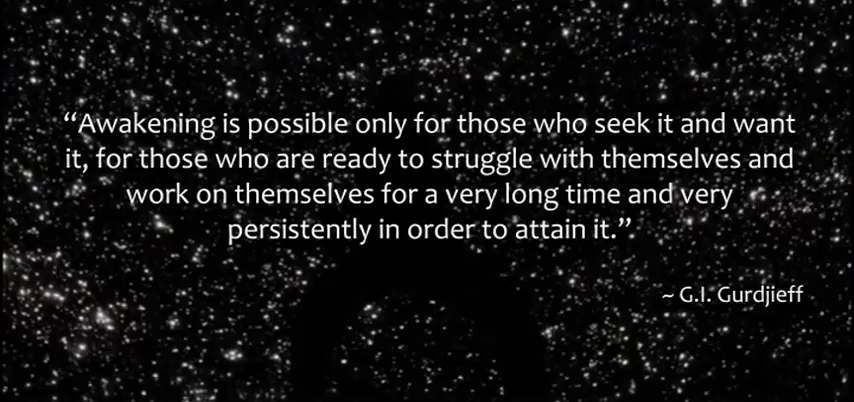 “Awakening is possible only for those who seek it and want
it, for those who are ready to struggle with themselves and
work on themselves for a very long time and very
persistently in order to attain it.”
~ G.I. Gurdjieff